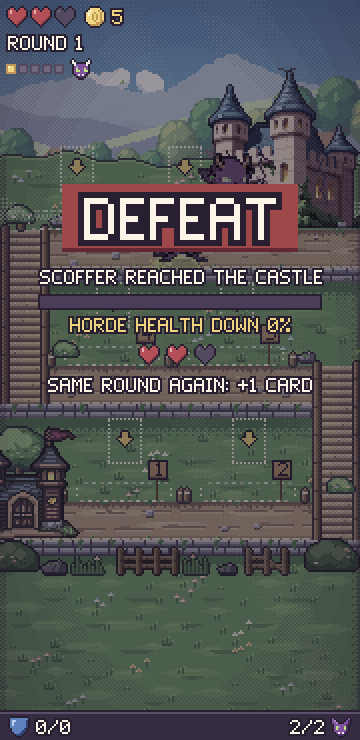 5
ROUND 1
DEFEAT
SCOFFER REACHED THE CASTLE
HORDE HEALTH DOWN 0%
SAME ROUND AGAIN: +1 CARD
1
2
0/0
2/2